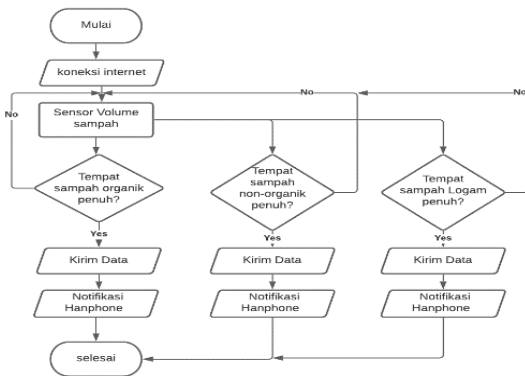 Mulai
koneksi internet
No
No
No
Sensor Volume
sampah
Tempat
sampah organik
penuh?
Tempat
sampah
non-organik
penuh?
Tempat
sampah Logam
penuh?
Yes
Yes
Yes
Kirim Data
Kirim Data
Kirim Data
Notifikasi
Hanphone
Notifikasi
Hanphone
Notifikasi
Hanphone
selesai